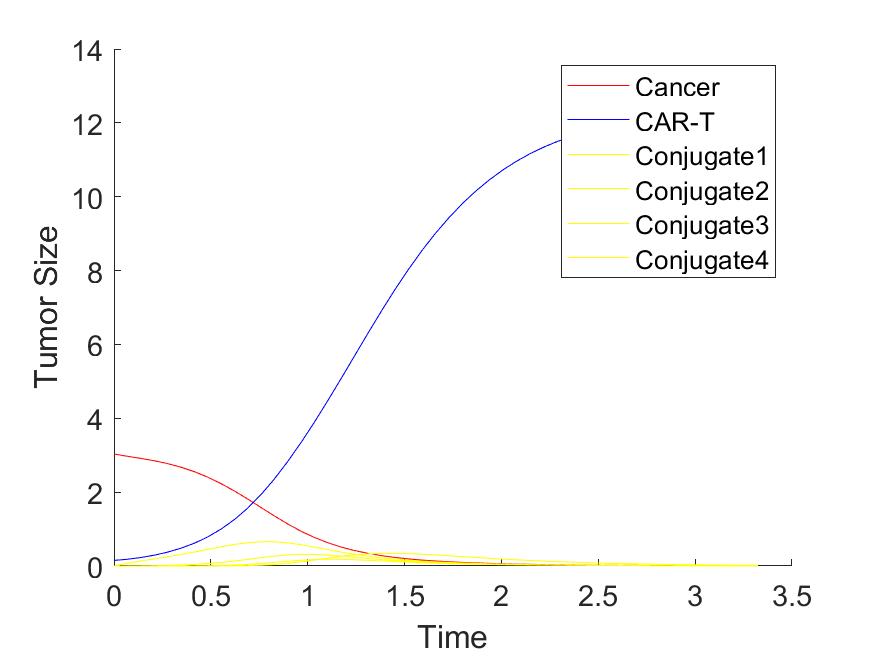 14
12
10
8
6
4
2
0
Tumor Size
Cancer
CAR-T
Conjugate1
Conjugate2
Conjugate3
Conjugate4
0 0.5 1 1.5 2 2.5 3 3.5
Time